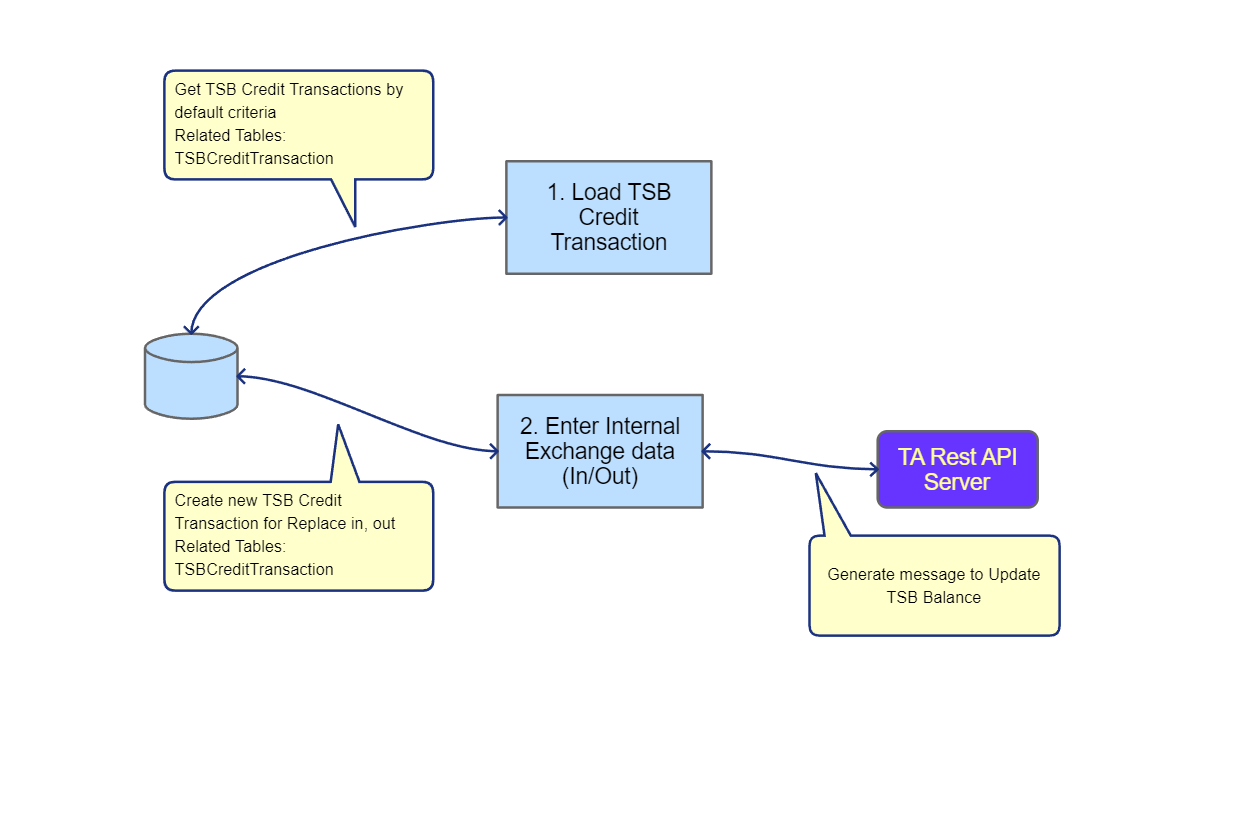 Get TSB Credit Transactions by
default criteria
Related Tables:
TSBCreditTransaction
1. Load TSB
Credit
Transaction
2. Enter Internal
Exchange data
(In/Out)
TA Rest API
Server
Create new TSB Credit
Transaction for Replace in, out
Related Tables:
TSBCreditTransaction
Generate message to Update
TSB Balance